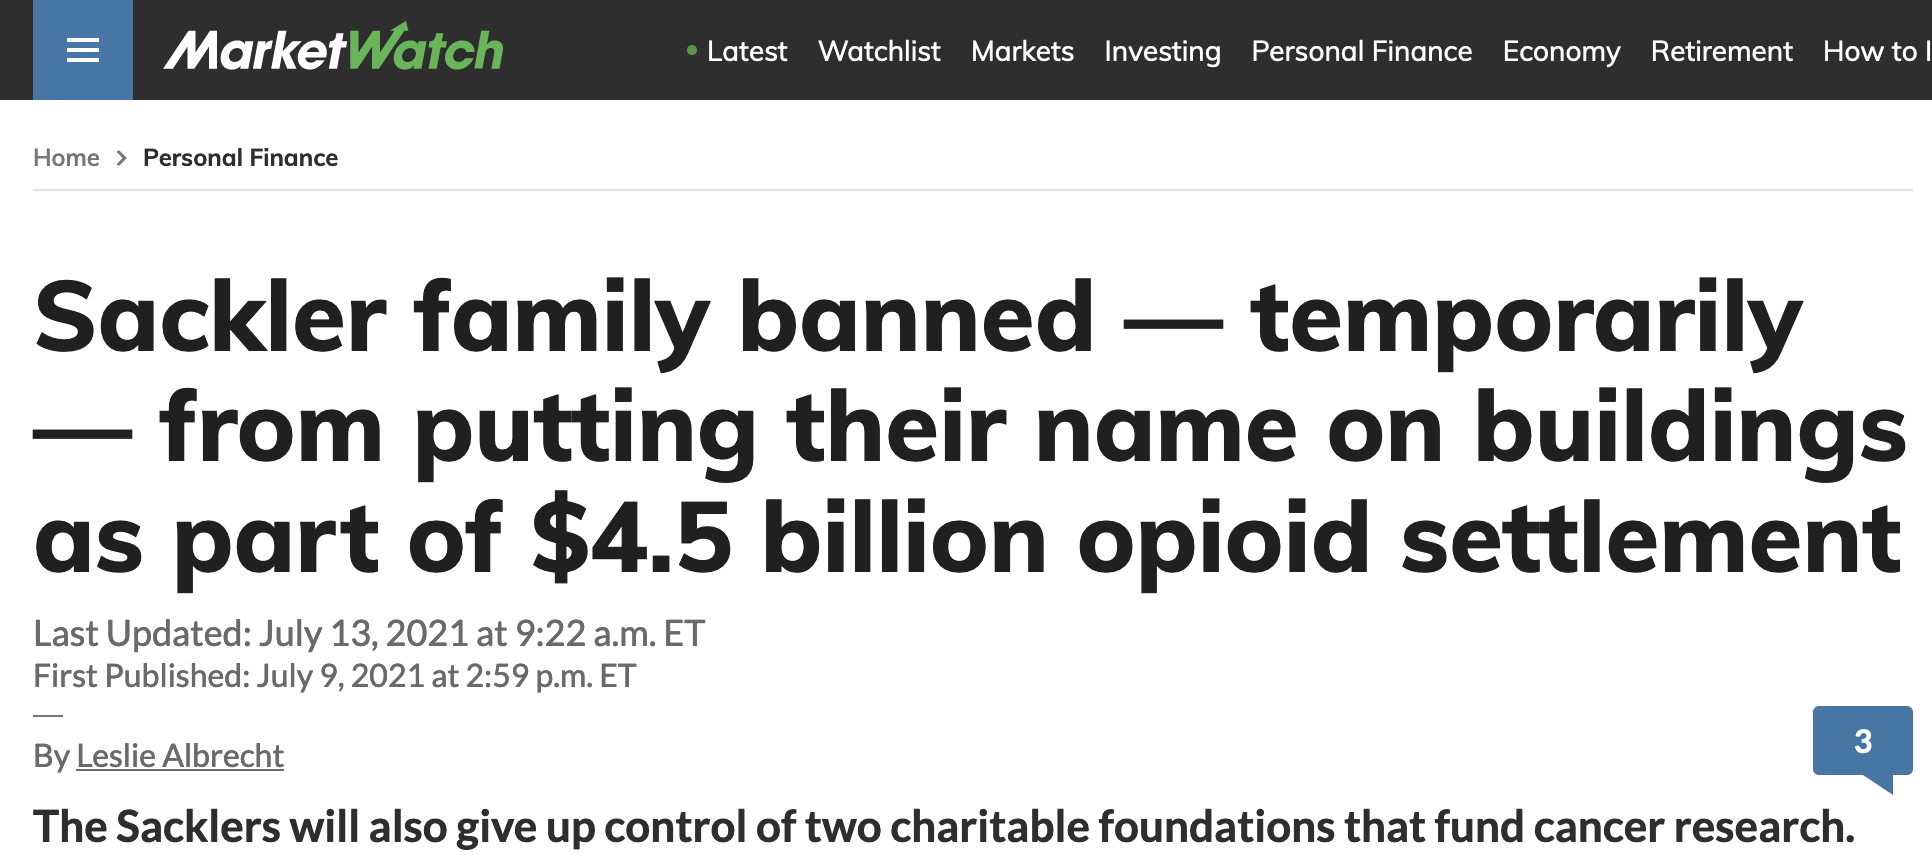 MarketWatch
Latest Watchlist Markets Investing Personal Finance Economy Retirement How to
Home > Personal Finance
Sackler family banned — temporarily
— from putting their name on buildings
as part of $4.5 billion opioid settlement
Last Updated: July 13, 2021 at 9:22 a.m. ET
First Published: July 9, 2021 at 2:59 p.m. ET
By Leslie Albrecht
3
The Sacklers will also give up control of two charitable foundations that fund cancer research.